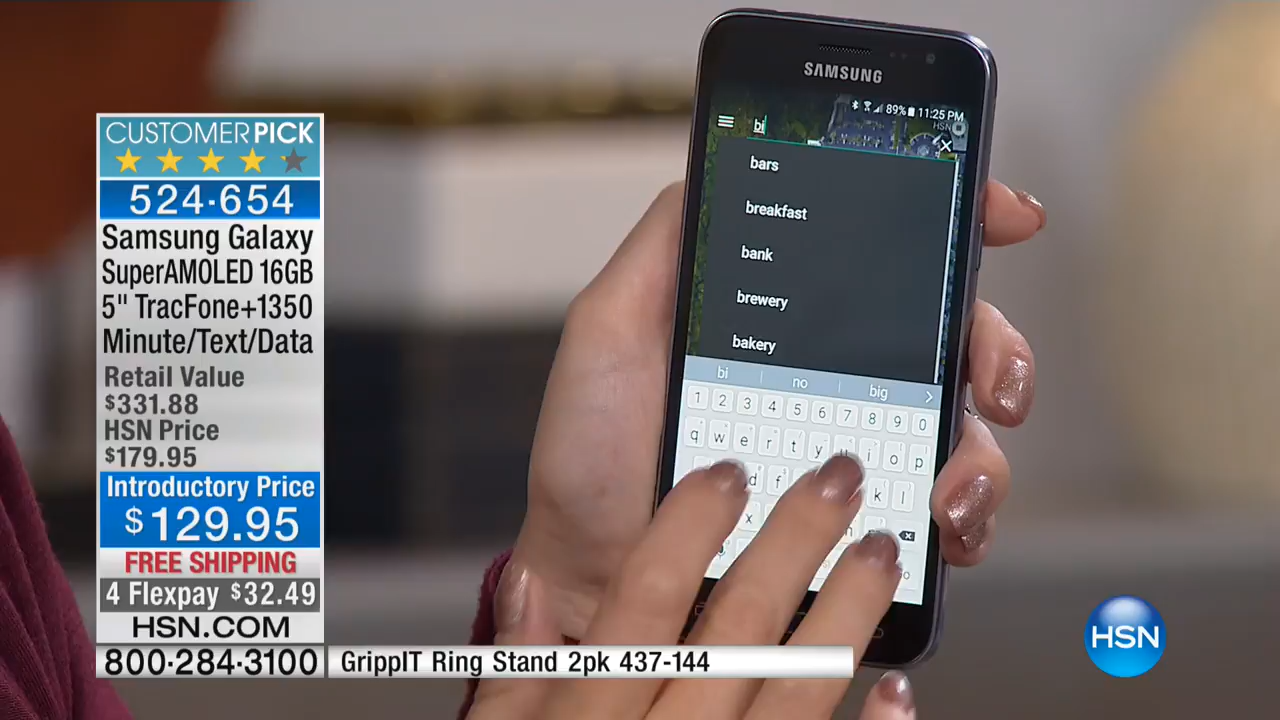 CUSTOMERPICK
524-654
Samsung Galaxy
SuperAMOLED 16GB
5" TracFone+1350
Minute/Text/Data
Retail Value
$331.88
HSN Price
$179.95
Introductory Price
$129.95
FREE SHIPPING
4 Flexpay $32.49
HSN.COM
800·284·3100
GrippIT Ring Stand 2pk 437-144
SAMSUNG
89% 11:25 PM
HSN
bi
bars
breakfast
bank
brewery
bakery
bi no big
1 2 3 4 5 6 7 8 9 0
q w e r t y u i o p
d f k l
x n
HSN